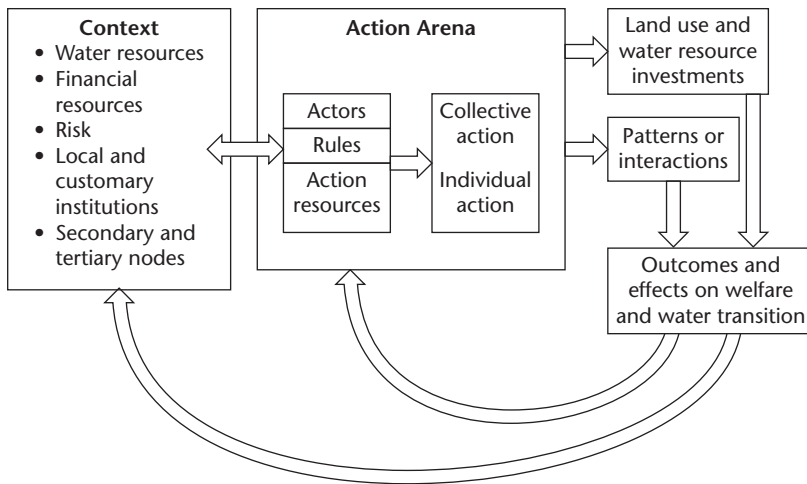 Context
• Water resources
• Financial
resources
• Risk
• Local and
customary
institutions
• Secondary and
tertiary nodes
Action Arena
Actors
Rules
Action
resources
Collective
action
Individual
action
Land use and
water resource
investments
Patterns or
interactions
Outcomes and
effects on welfare
and water transition